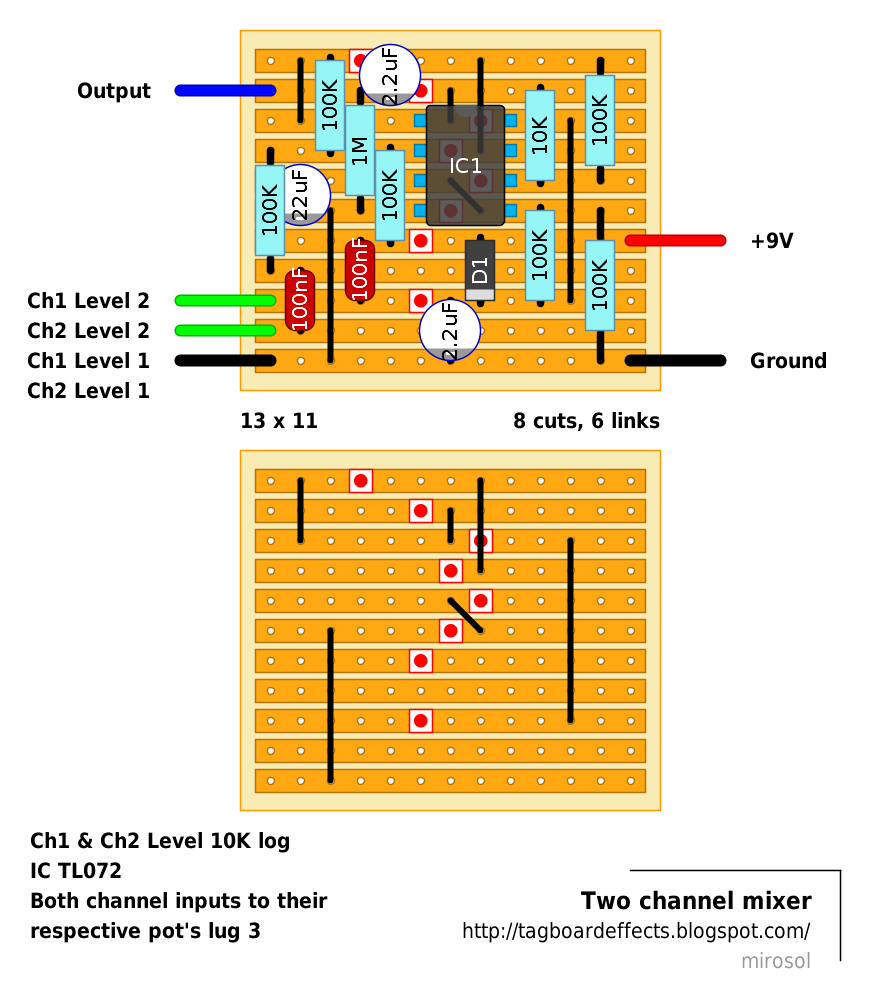 Output
Ch1 Level 2
Ch2 Level 2
Ch1 Level 1
Ch2 Level 1
100K
2.2uF
1M
100K
100K
22uF
100nF
100nF
IC1
10K
100K
D1
100K
100K
2.2uF
+9V
Ground
13 x 11
8 cuts, 6 links
Ch1 & Ch2 Level 10K log
IC TL072
Both channel inputs to their
respective pot's lug 3
Two channel mixer
http://tagboardeffects.blogspot.com/
mirosol